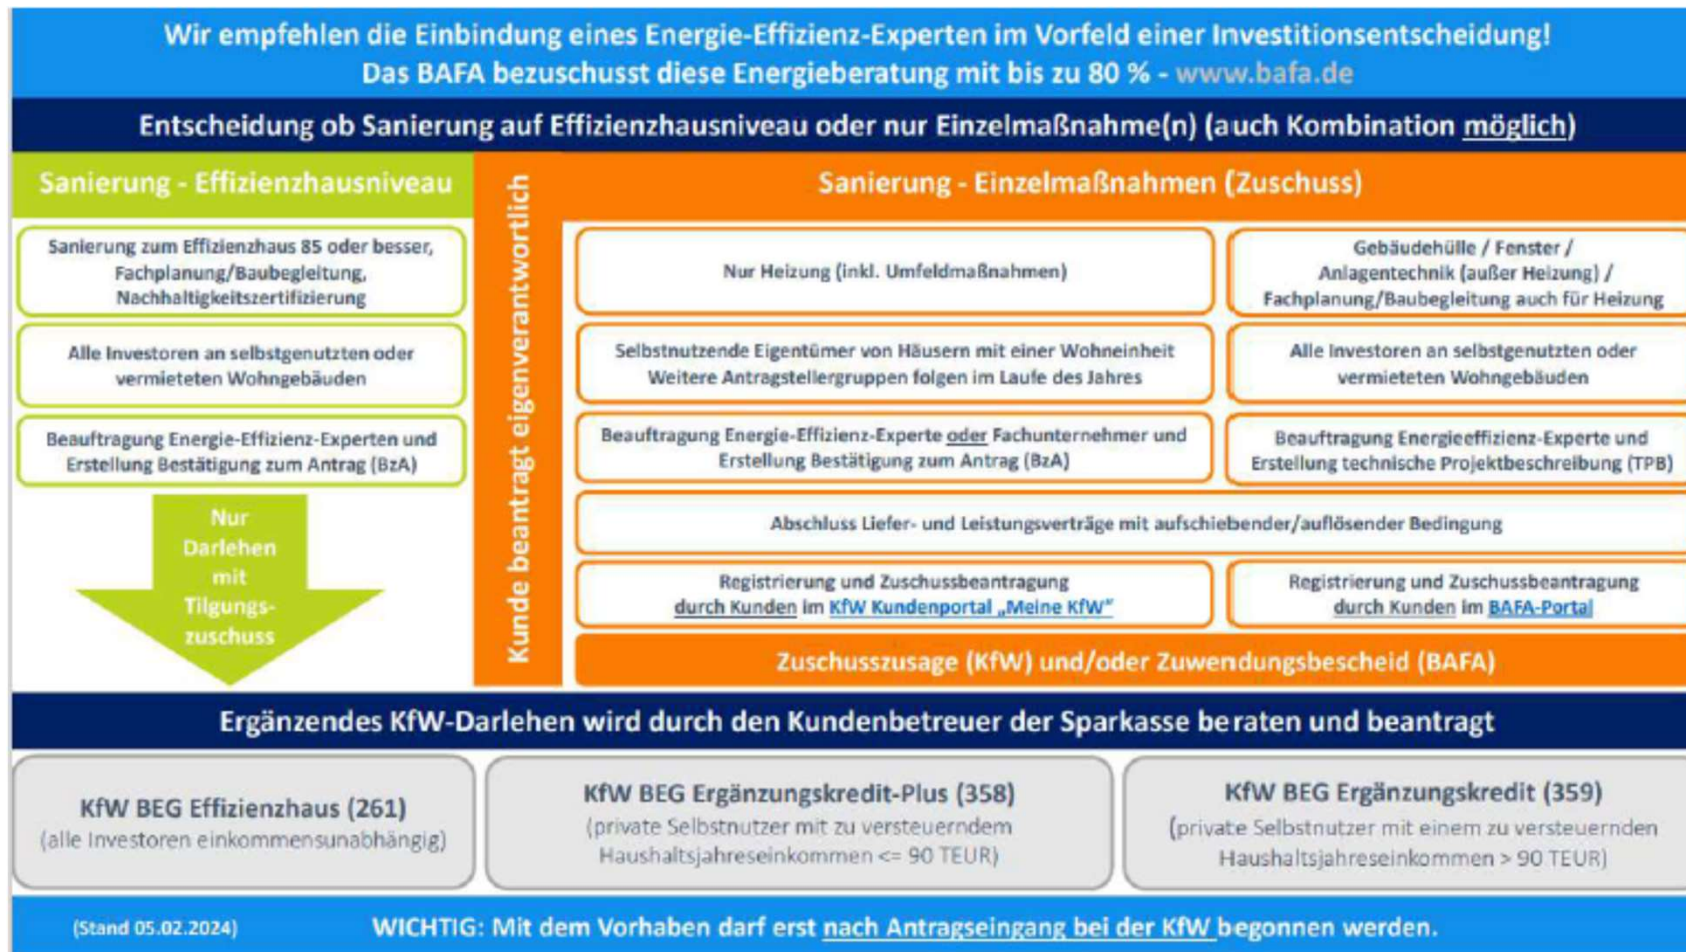 Wir empfehlen die Einbindung eines Energie-Effizienz-Experten im Vorfeld einer Investitionsentscheidung!
Das BAFA bezuschusst diese Energieberatung mit bis zu 80 % - www.bafa.de
Entscheidung ob Sanierung auf Effizienzhausniveau oder nur Einzelmaßnahme(n) (auch Kombination möglich)
Sanierung - Effizienzhausniveau
Sanierung zum Effizienzhaus 85 oder besser,
Fachplanung/Baubegleitung,
Nachhaltigkeitszertifizierung
Alle Investoren an selbstgenutzten oder
vermieteten Wohngebäuden
Beauftragung Energie-Effizienz-Experten und
Erstellung Bestätigung zum Antrag (BzA)
Nur
Darlehen
mit
Tilgungs-
zuschuss
Kunde beantragt eigenverantwortlich
Sanierung - Einzelmaßnahmen (Zuschuss)
Nur Heizung (inkl. Umfeldmaßnahmen)
Gebäudehülle / Fenster /
Anlagentechnik (außer Heizung) /
Fachplanung/Baubegleitung auch für Heizung
Selbstnutzende Eigentümer von Häusern mit einer Wohneinheit
Weitere Antragstellergruppen folgen im Laufe des Jahres
Alle Investoren an selbstgenutzten oder
vermieteten Wohngebäuden
Beauftragung Energie-Effizienz-Experte oder Fachunternehmer und
Erstellung Bestätigung zum Antrag (BzA)
Beauftragung Energieeffizienz-Experte und
Erstellung technische Projektbeschreibung (TPB)
Abschluss Liefer- und Leistungsverträge mit aufschiebender/auflösender Bedingung
Registrierung und Zuschussbeantragung
durch Kunden im KfW Kundenportal „Meine KfW"
Registrierung und Zuschussbeantragung
durch Kunden im BAFA-Portal
Zuschusszusage (KfW) und/oder Zuwendungsbescheid (BAFA)
Ergänzendes KfW-Darlehen wird durch den Kundenbetreuer der Sparkasse beraten und beantragt
KfW BEG Effizienzhaus (261)
(alle Investoren einkommensunabhängig)
KfW BEG Ergänzungskredit-Plus (358)
(private Selbstnutzer mit zu versteuerndem
Haushaltsjahreseinkommen <= 90 TEUR)
KfW BEG Ergänzungskredit (359)
(private Selbstnutzer mit einem zu versteuernden
Haushaltsjahreseinkommen > 90 TEUR)
(Stand 05.02.2024)
WICHTIG: Mit dem Vorhaben darf erst nach Antragseingang bei der KfW begonnen werden.